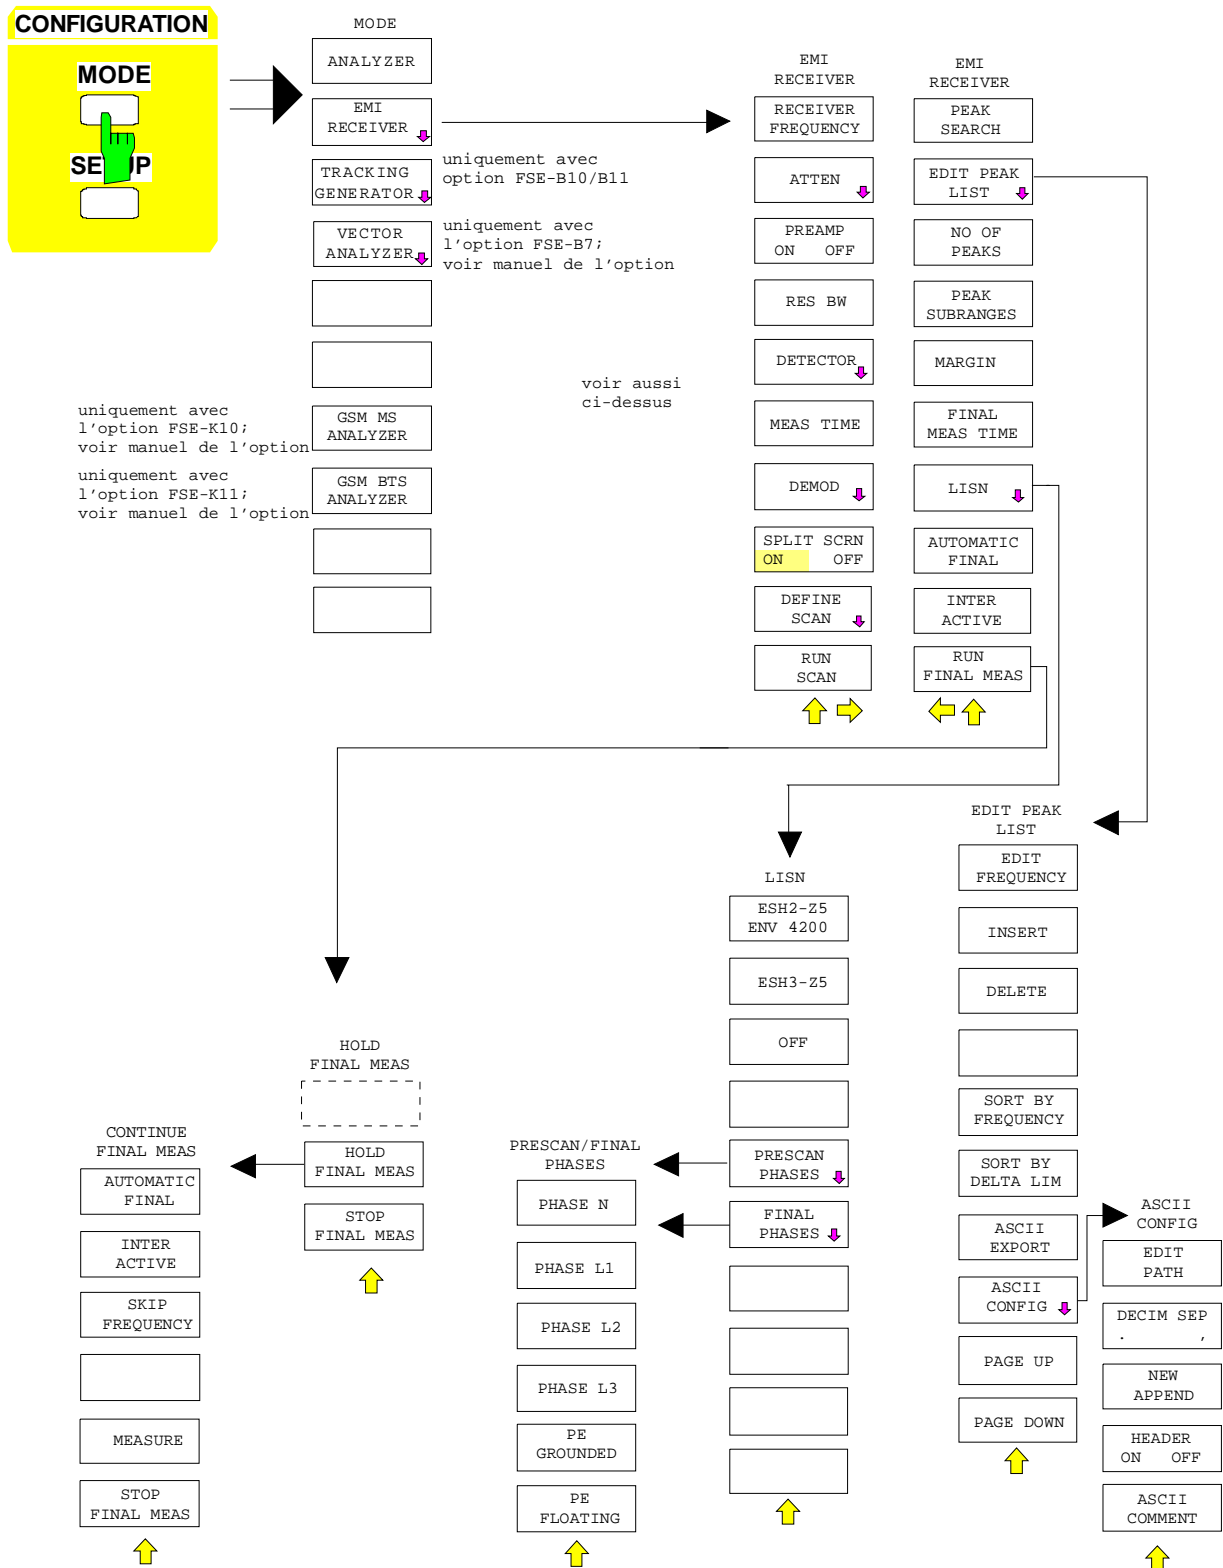 CONFIGURATION
MODE
SE UP
MODE
ANALYZER
EMI
RECEIVER
TRACKING
GENERATOR
uniquement avec
option FSE-B10/B11
VECTOR
ANALYZER
uniquement avec
l'option FSE-B7;
voir manuel de l'option
uniquement avec
l'option FSE-K10;
voir manuel de l'option
GSM MS
ANALYZER
uniquement avec
l'option FSE-K11;
voir manuel de l'option
GSM BTS
ANALYZER
voir aussi
ci-dessus
EMI
RECEIVER
RECEIVER
FREQUENCY
ATTEN
PREAMP
ON OFF
RES BW
DETECTOR
MEAS TIME
DEMOD
SPLIT SCRN
ON OFF
DEFINE
SCAN
RUN
SCAN
EMI
RECEIVER
PEAK
SEARCH
EDIT PEAK
LIST
NO OF
PEAKS
PEAK
SUBRANGES
MARGIN
FINAL
MEAS TIME
LISN
AUTOMATIC
FINAL
INTER
ACTIVE
RUN
FINAL MEAS
CONTINUE
FINAL MEAS
AUTOMATIC
FINAL
INTER
ACTIVE
SKIP
FREQUENCY
MEASURE
STOP
FINAL MEAS
HOLD
FINAL MEAS
HOLD
FINAL MEAS
STOP
FINAL MEAS
PRESCAN/FINAL
PHASES
PHASE N
PHASE L1
PHASE L2
PHASE L3
PE
GROUNDED
PE
FLOATING
LISN
ESH2-Z5
ENV 4200
ESH3-Z5
OFF
PRESCAN
PHASES
FINAL
PHASES
EDIT PEAK
LIST
EDIT
FREQUENCY
INSERT
DELETE
SORT BY
FREQUENCY
SORT BY
DELTA LIM
ASCII
EXPORT
ASCII
CONFIG
PAGE UP
PAGE DOWN
ASCII
CONFIG
EDIT
PATH
DECIM SEP
. ,
NEW
APPEND
HEADER
ON OFF
ASCII
COMMENT